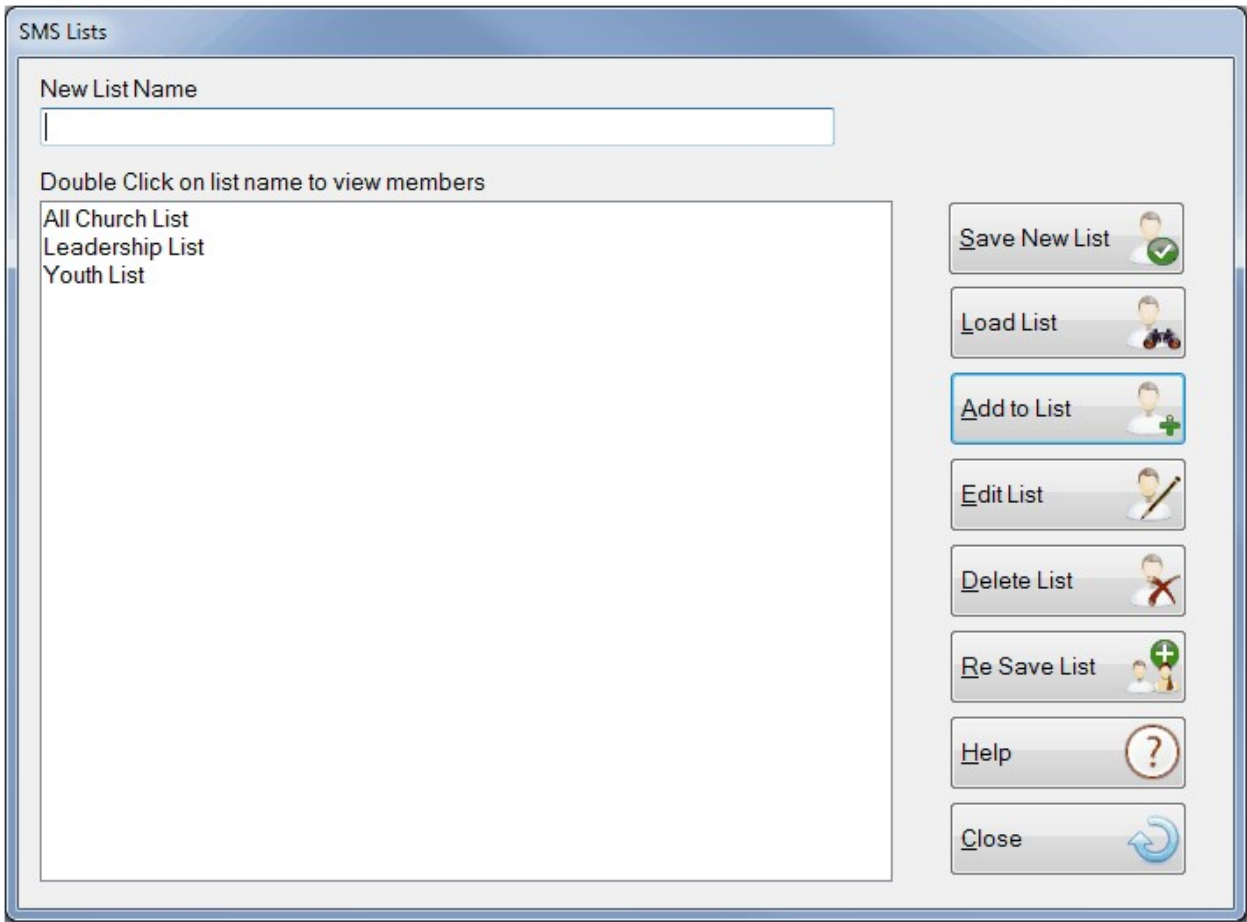 SMS Lists
New List Name
Double Click on list name to view members
All Church List
Leadership List
Youth List
Save New List
Load List
Add to List
Edit List
Delete List
Re Save List
Help
?
Close